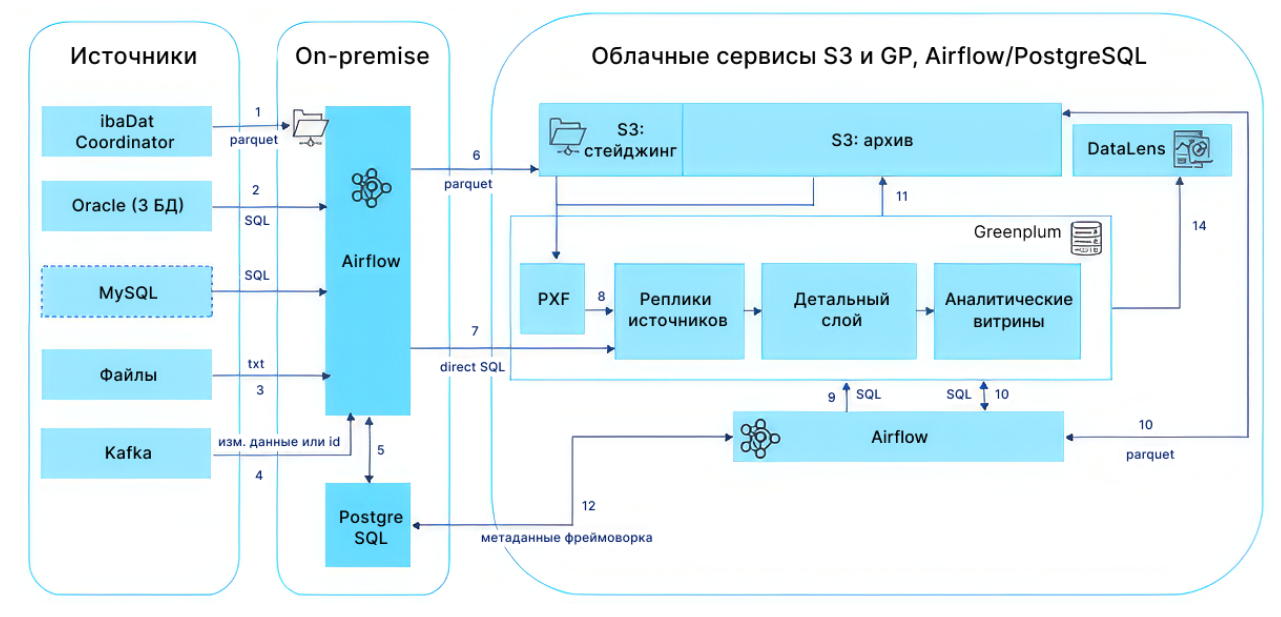 Источники
On-premise
Облачные сервисы S3 и GP, Airflow/PostgreSQL
ibaDat
Coordinator
1
parquet
Oracle (3 БД)
2
SQL
MySQL
SQL
Файлы
txt
3
Kafka
изм. данные или id
4
Airflow
5
Postgre
SQL
6
parquet
7
direct SQL
S3:
стейджинг
S3: архив
DataLens
11
14
Greenplum
PXF
8
Реплики
источников
Детальный
слой
Аналитические
витрины
9
SQL
SQL
10
Airflow
10
parquet
12
метаданные фреймоворка